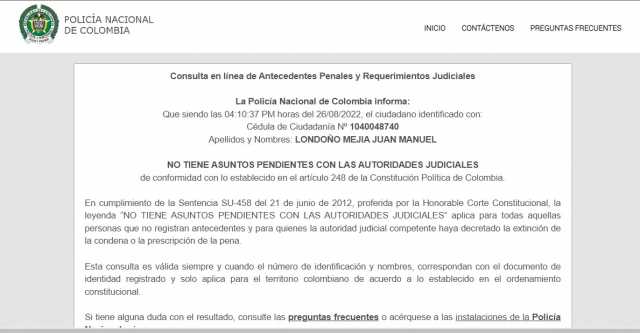 POLICÍA NACIONAL
DE COLOMBIA
INICIO CONTÁCTENOS PREGUNTAS FRECUENTES
Consulta en línea de Antecedentes Penales y Requerimientos Judiciales
La Policía Nacional de Colombia informa:
Que siendo las 04:10:37 PM horas del 26/08/2022, el ciudadano identificado con:
Cédula de Ciudadanía Nº 1040048740
Apellidos y Nombres: LONDOÑO MEJIA JUAN MANUEL
NO TIENE ASUNTOS PENDIENTES CON LAS AUTORIDADES JUDICIALES
de conformidad con lo establecido en el artículo 248 de la Constitución Política de Colombia.
En cumplimiento de la Sentencia SU-458 del 21 de junio de 2012, proferida por la Honorable Corte Constitucional, la
leyenda "NO TIENE ASUNTOS PENDIENTES CON LAS AUTORIDADES JUDICIALES" aplica para todas aquellas
personas que no registran antecedentes y para quienes la autoridad judicial competente haya decretado la extinción de
la condena o la prescripción de la pena.
Esta consulta es válida siempre y cuando el número de identificación y nombres, correspondan con el documento de
identidad registrado y solo aplica para el territorio colombiano de acuerdo a lo establecido en el ordenamiento
constitucional.
Si tiene alguna duda con el resultado, consulte las preguntas frecuentes o acérquese a las instalaciones de la Policía